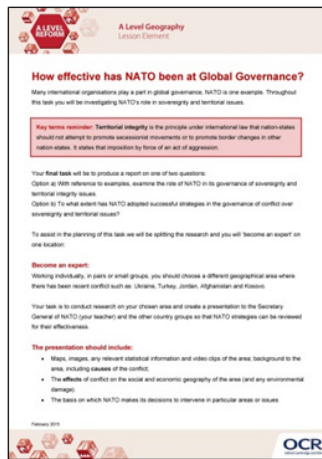 A LEVEL
REFORM
A Level Geography
Lesson Element
How effective has NATO been at Global Governance?
Many international organisations play a part in global governance; NATO is one example. Throughout
this task you will be investigating NATO's role in sovereignty and territorial issues.
Key terms reminder: Territorial integrity is the principle under international law that nation-states
should not attempt to promote secessionist movements or to promote border changes in other
nation-states. It states that imposition by force of an act of aggression.
Your final task will be to produce a report on one of two questions:
Option a) With reference to examples, examine the role of NATO in its governance of sovereignty and
territorial integrity issues.
Option b) To what extent has NATO adopted successful strategies in the governance of conflict over
sovereignty and territorial issues?
To assist in the planning of this task we will be splitting the research and you will 'become an expert' on
one location:
Become an expert:
Working individually, in pairs or small groups, you should choose a different geographical area where
there has been recent conflict such as: Ukraine, Turkey, Jordan, Afghanistan and Kosovo.
Your task is to conduct research on your chosen area and create a presentation to the Secretary
General of NATO (your teacher) and the other country groups so that NATO strategies can be reviewed
for their effectiveness.
The presentation should include:
• Maps, images, any relevant statistical information and video clips of the area; background to the
area, including causes of the conflict;
• The effects of conflict on the social and economic geography of the area (and any environmental
damage)
• The basis on which NATO makes its decisions to intervene in particular areas or issues
February 2015
OCR